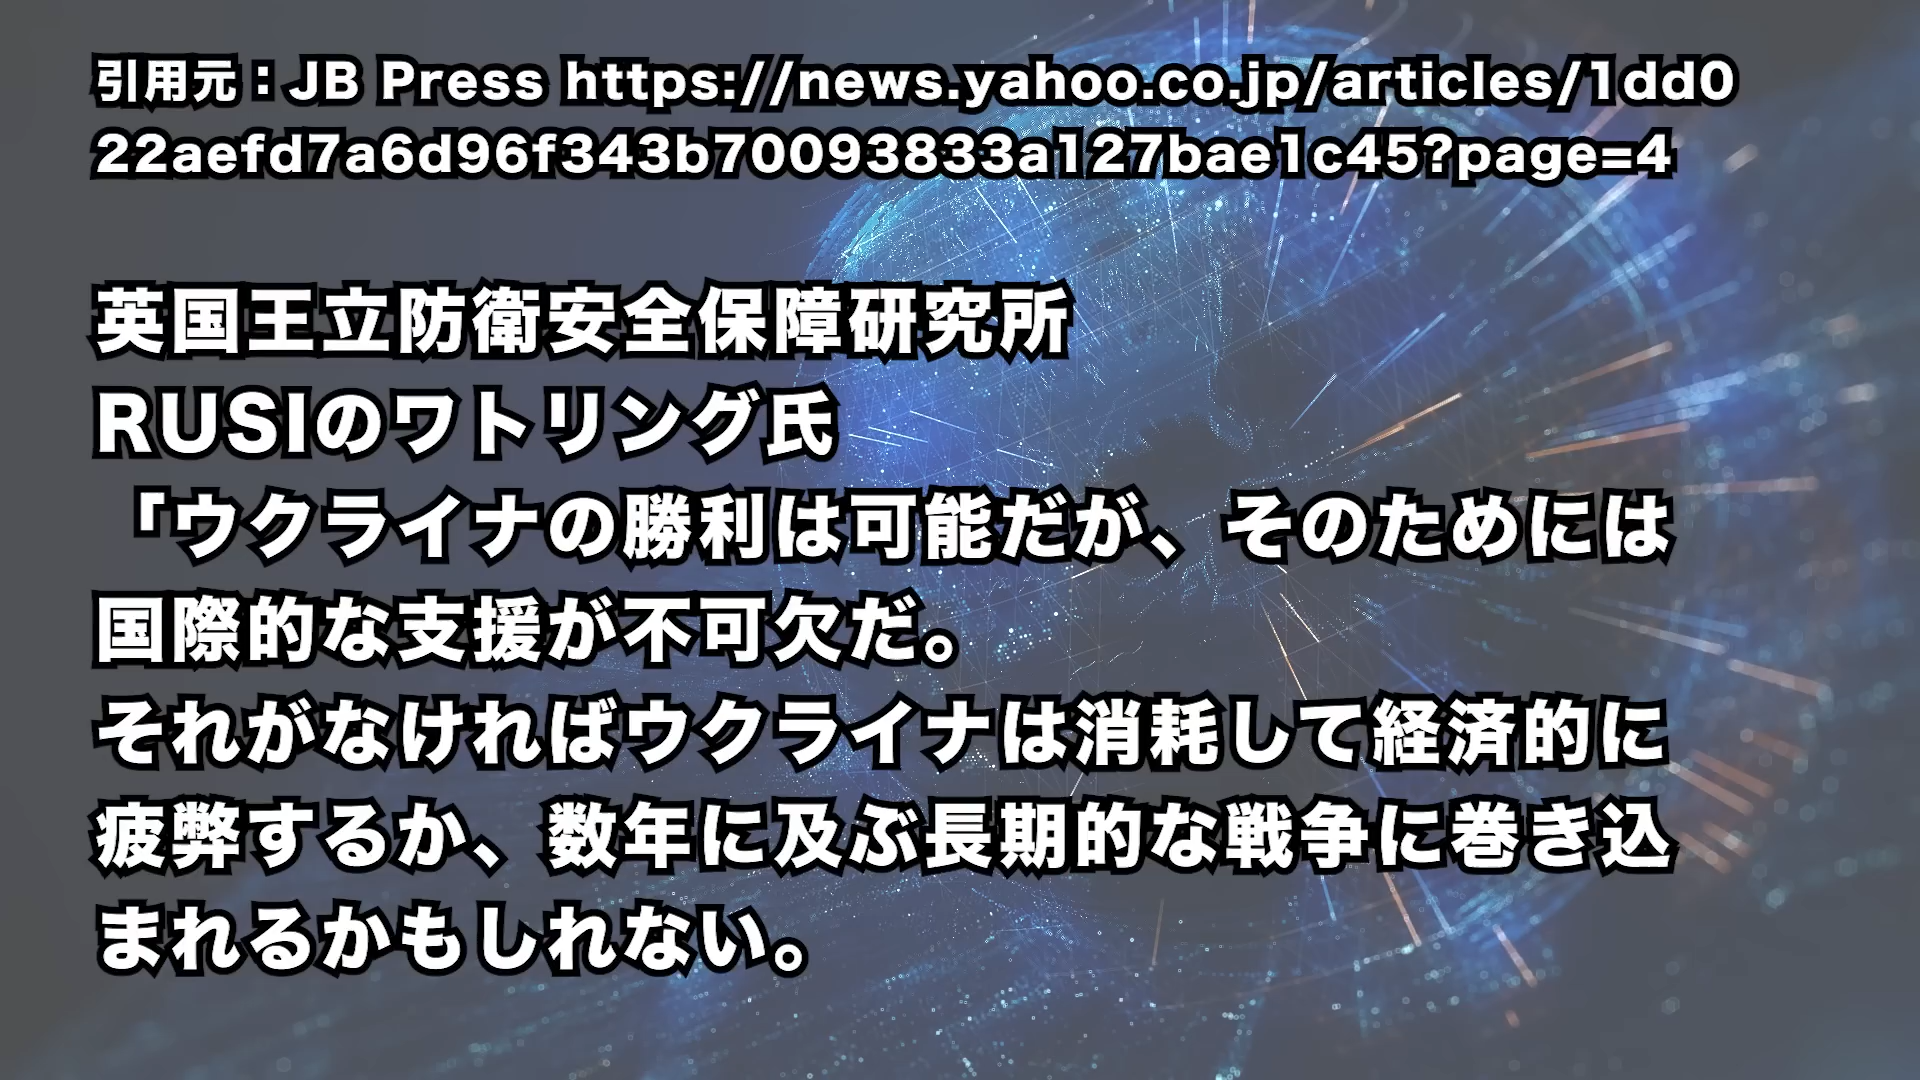 引用元：JB Press https://news.yahoo.co.jp/articles/1dd0
22aefd7a6d96f343b70093833a127bae1c45?page=4
英国王立防衛安全保障研究所
RUSIのワトリング氏
「ウクライナの勝利は可能だが、そのためには
国際的な支援が不可欠だ。
それがなければウクライナは消耗して経済的に
疲弊するか、数年に及ぶ長期的な戦争に巻き込
まれるかもしれない。